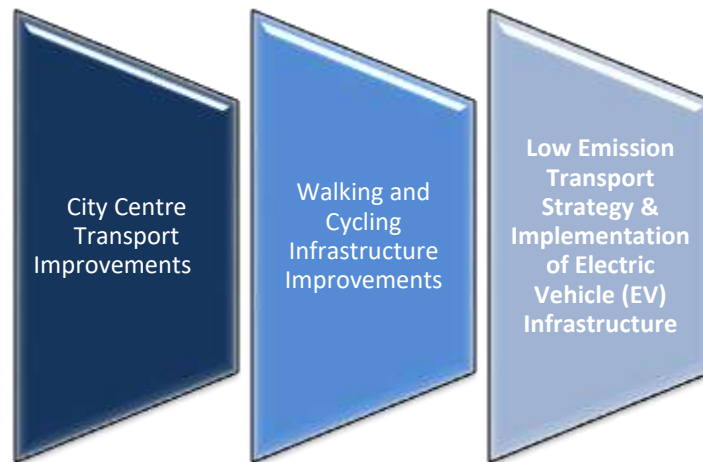 City Centre
Transport
Improvements
Walking and
Cycling
Infrastructure
Improvements
Low Emission
Transport
Strategy &
Implementation
of Electric
Vehicle (EV)
Infrastructure